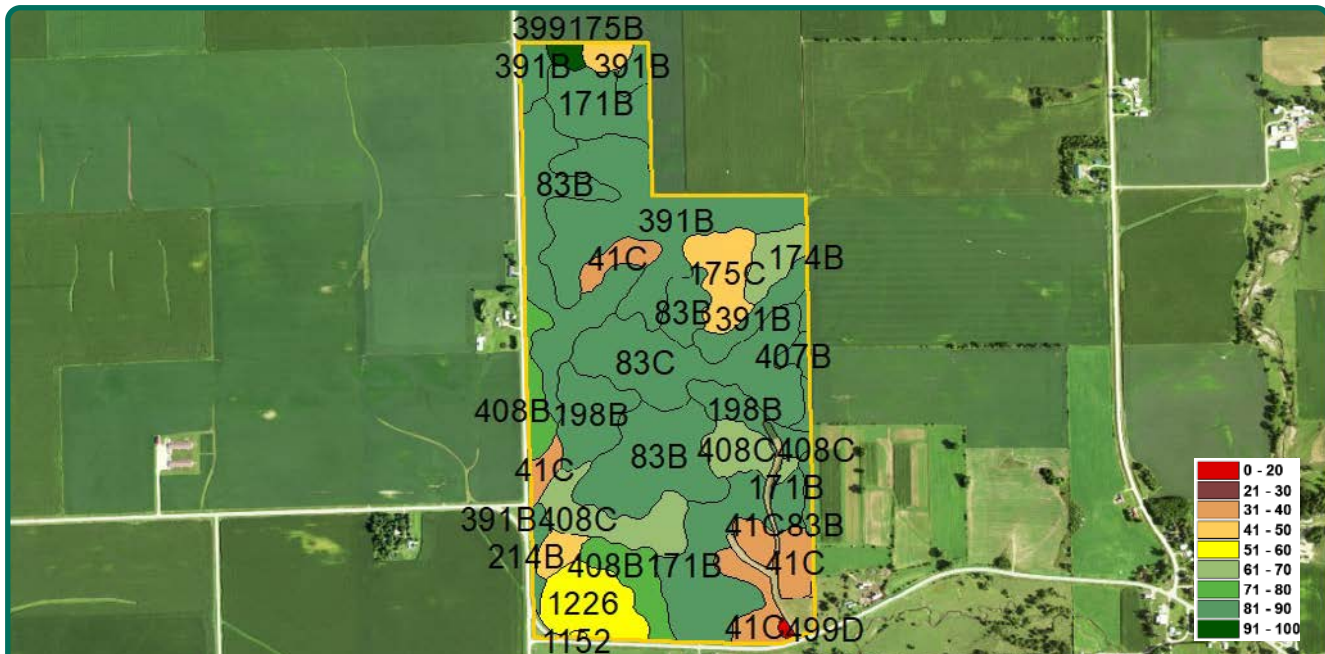 399175B
391B 391B
171B
83B
391B
41C 174B
175C
83B 391B
83C 407B
408B 198B 198B
83B 408C 408C
41C 171B
391B 408C 41C 83B
214B 408B 171B 41C
1226
1152 41C 499D
0 - 20
21 - 30
31 - 40
41 - 50
51 - 60
61 - 70
71 - 80
81 - 90
91 - 100